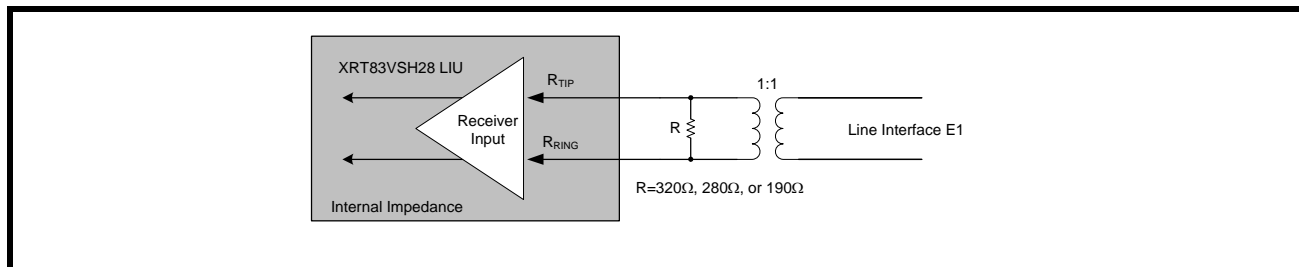 XRT83VSH28 LIU
RTIP
1:1
Receiver
Input
R
Line Interface E1
RRING
R=320Ω, 280Ω, or 190Ω
Internal Impedance